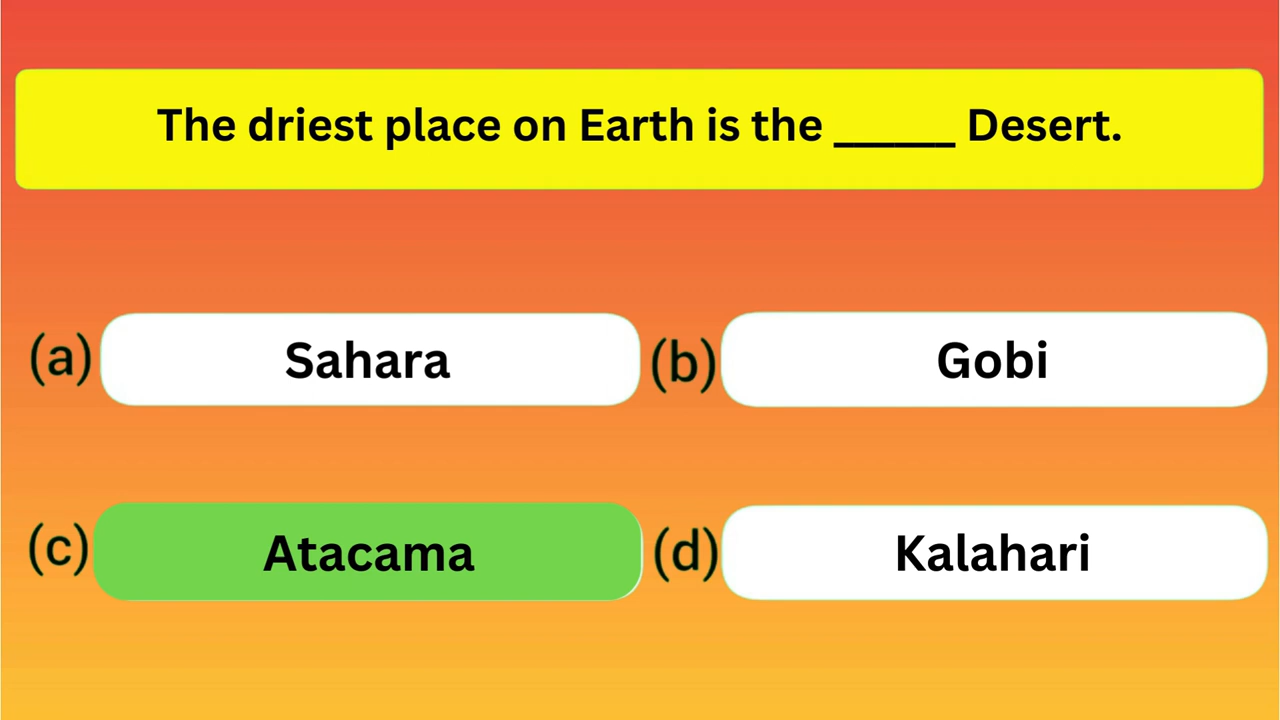 The driest place on Earth is the ______ Desert.
(a) Sahara
(b) Gobi
(c) Atacama
(d) Kalahari